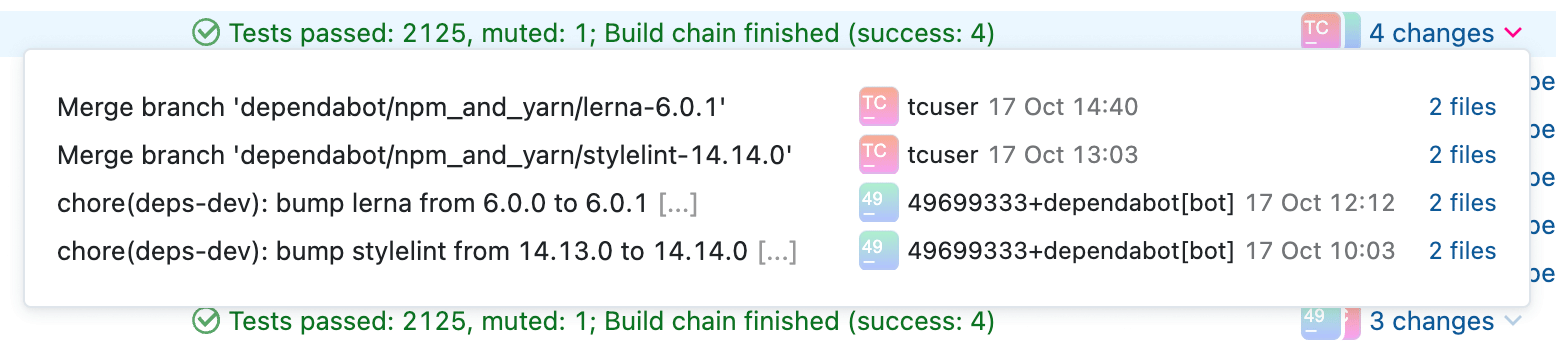 Tests passed: 2125, muted: 1; Build chain finished (success: 4) TC 4 changes
Merge branch 'dependabot/npm_and_yarn/lerna-6.0.1' TC tcuser 17 Oct 14:40 2 files
Merge branch 'dependabot/npm_and_yarn/stylelint-14.14.0' TC tcuser 17 Oct 13:03 2 files
chore(deps-dev): bump lerna from 6.0.0 to 6.0.1 [...] 49 49699333+dependabot[bot] 17 Oct 12:12 2 files
chore(deps-dev): bump stylelint from 14.13.0 to 14.14.0 [...] 49 49699333+dependabot[bot] 17 Oct 10:03 2 files
Tests passed: 2125, muted: 1; Build chain finished (success: 4) 49 3 changes